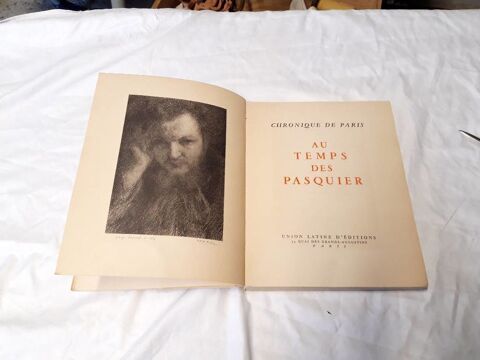 CHRONIQUE DE PARIS
AU
TEMPS
DES
PASQUIER
UNION LATINE D'ÉDITIONS
QUAI DES GRANDS-AUGUSTINS
PARIS